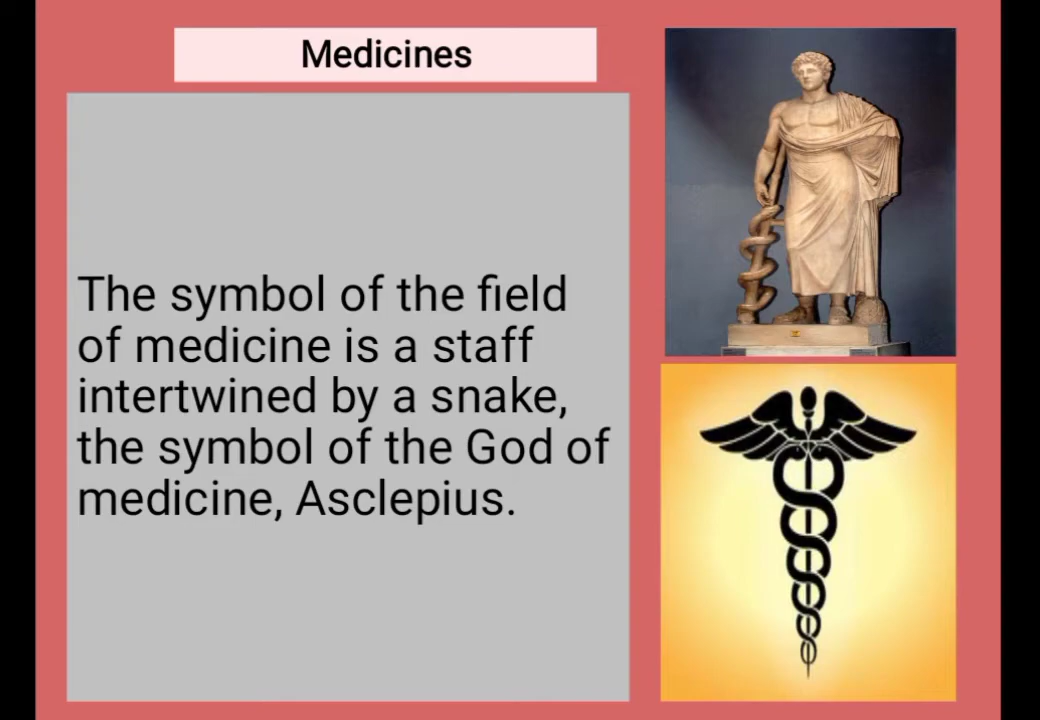 Medicines
The symbol of the field
of medicine is a staff
intertwined by a snake,
the symbol of the God of
medicine, Asclepius.